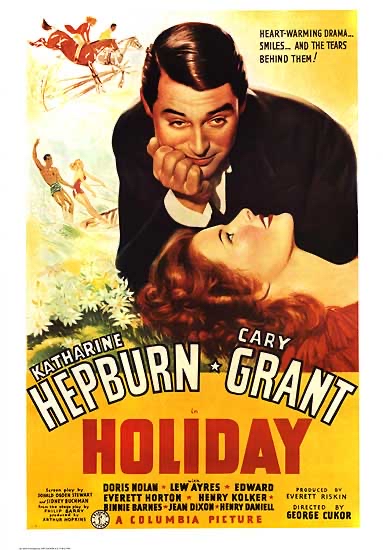 HEART-WARMING DRAMA...
SMILES... AND THE TEARS
BEHIND THEM!
KATHARINE
HEPBURN
CARY
GRANT
in
HOLIDAY
with
DORIS NOLAN • LEW AYRES • EDWARD
EVERETT HORTON • HENRY KOLKER •
BINNIE BARNES • JEAN DIXON • HENRY DANIELL
A COLUMBIA PICTURE
Screen play by
DONALD OGDEN STEWART
and SIDNEY BUCHMAN
from the stage play by
PHILIP BARRY
produced by
ARTHUR HOPKINS
PRODUCED BY
EVERETT RISKIN
DIRECTED BY
GEORGE CUKOR